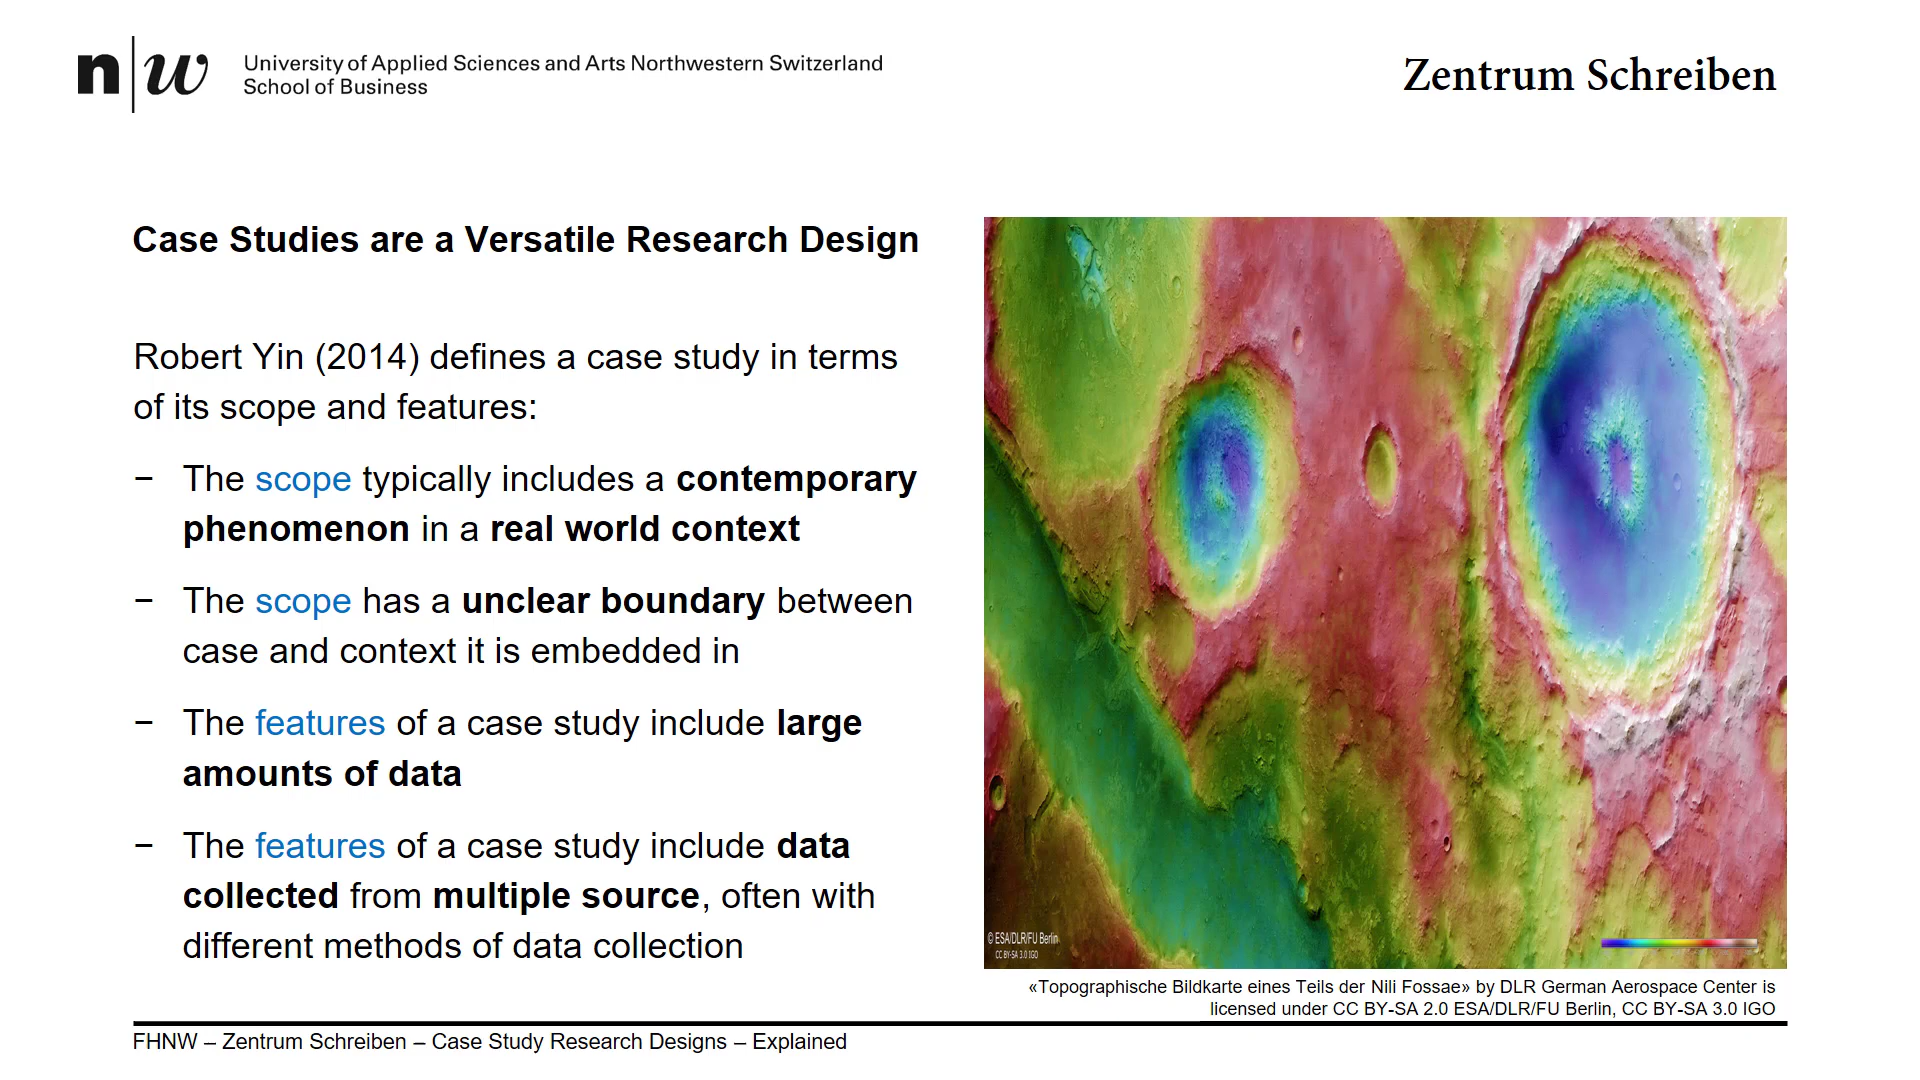 n|w University of Applied Sciences and Arts Northwestern Switzerland
School of Business
Zentrum Schreiben
Case Studies are a Versatile Research Design
Robert Yin (2014) defines a case study in terms
of its scope and features:
− The scope typically includes a contemporary
phenomenon in a real world context
− The scope has a unclear boundary between
case and context it is embedded in
− The features of a case study include large
amounts of data
− The features of a case study include data
collected from multiple source, often with
different methods of data collection
© ESA/DLR/FU Berlin
CC BY-SA 3.0 IGO
«Topographische Bildkarte eines Teils der Nili Fossae» by DLR German Aerospace Center is
licensed under CC BY-SA 2.0 ESA/DLR/FU Berlin, CC BY-SA 3.0 IGO
FHNW – Zentrum Schreiben – Case Study Research Designs – Explained